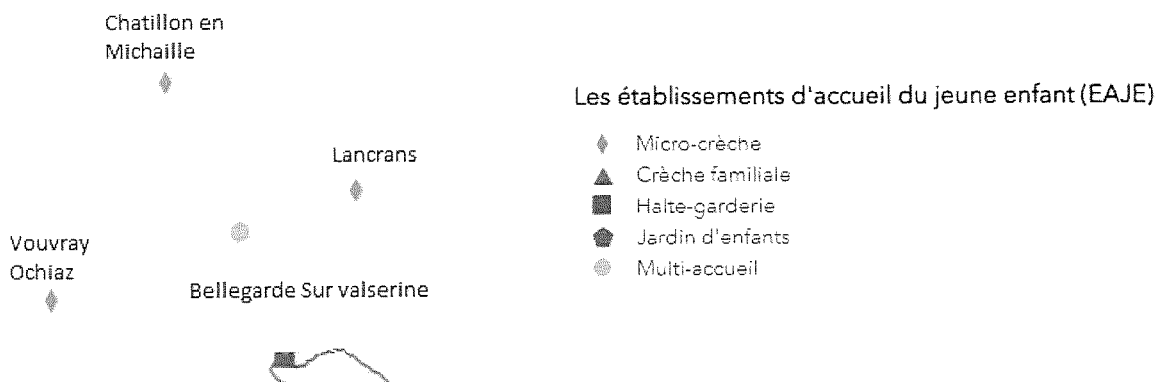 Chatillon en
Michaille
Les établissements d'accueil du jeune enfant (EAJE)
Micro-crèche
Lancrans
Crèche familiale
Halte-garderie
Jardin d'enfants
Vouvray
Ochiaz
Multi-accueil
Bellegarde Sur valserine